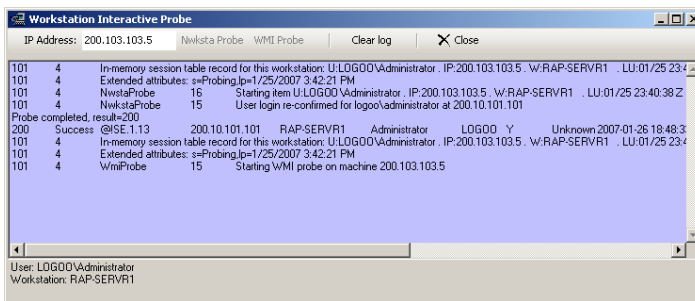 Workstation Interactive Probe
IP Address: 200.103.103.5 Nwksta Probe WMI Probe Clear log Close
101 4 In-memory session table record for this workstation: U:LOGOO\Administrator . IP:200.103.103.5 . W:RAP-SERVR1 . LU:01/25 23:4
101 4 Extended attributes: s=Probing,lp=1/25/2007 3:42:21 PM
101 4 NwstaProbe 16 Starting item U:LOGOO\Administrator . IP:200.103.103.5 . W:RAP-SERVR1 . LU:01/25 23:40:38 Z
101 4 NwkstaProbe 15 User login re-confirmed for logoo\administrator at 200.10.101.101
Probe completed, result=200
200 Success @ISE.1.13 200.10.101.101 RAP-SERVR1 Administrator LOGOO Y Unknown 2007-01-26 18:48:3
101 4 In-memory session table record for this workstation: U:LOGOO\Administrator . IP:200.103.103.5 . W:RAP-SERVR1 . LU:01/25 23:4
101 4 Extended attributes: s=Probing,lp=1/25/2007 3:42:21 PM
101 4 WmiProbe 15 Starting WMI probe on machine 200.103.103.5
User: LOGOO\Administrator
Workstation: RAP-SERVR1